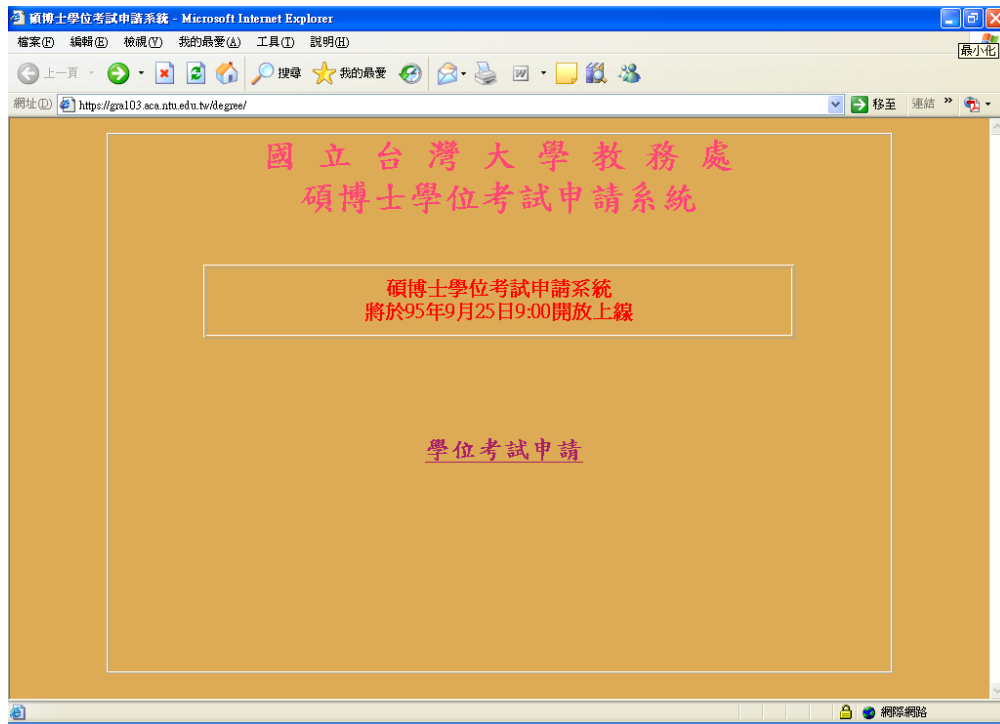 碩博士學位考試申請系統 - Microsoft Internet Explorer
檔案(F) 編輯(E) 檢視(V) 我的最愛(A) 工具(T) 說明(H)
最小化
上一頁 搜尋 我的最愛
網址(D) https://gra103.aca.ntu.edu.tw/degree/ 移至 連結 »
國立台灣大學教務處
碩博士學位考試申請系統
碩博士學位考試申請系統
將於95年9月25日9:00開放上線
學位考試申請
網際網路